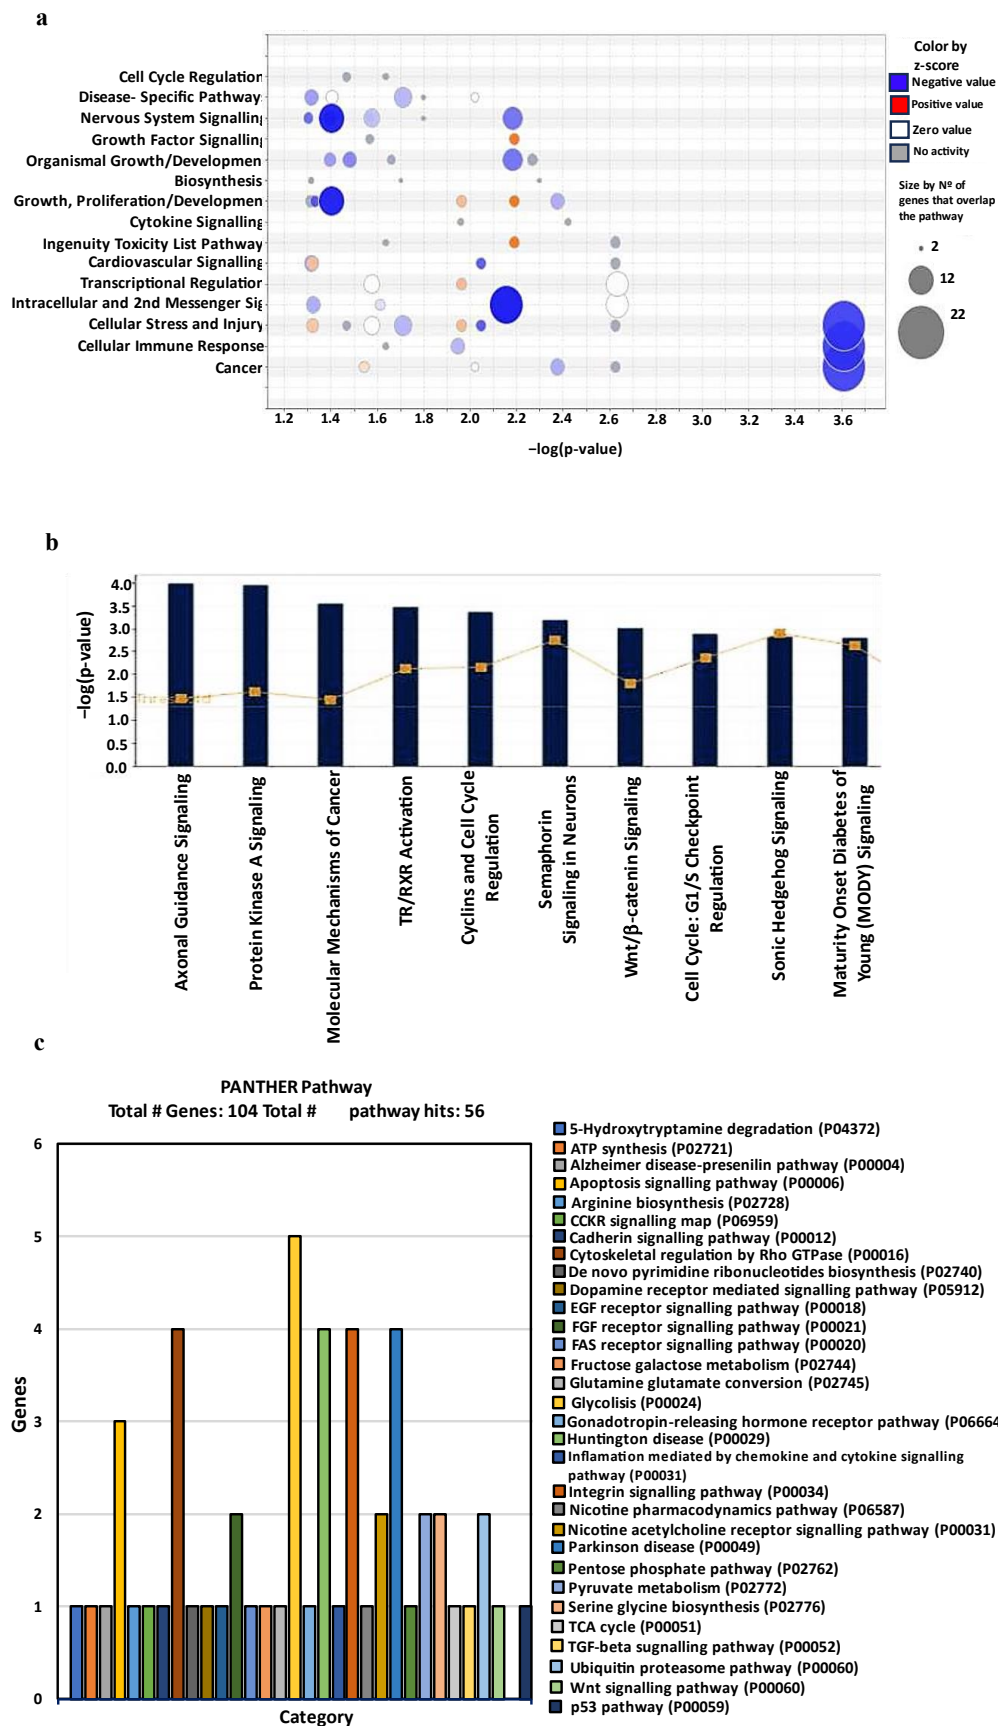 a
Color by
z-score
Negative value
Positive value
Zero value
No activity
Size by Nº of
genes that overlap
the pathway
2
12
22
Cell Cycle Regulation
Disease- Specific Pathway
Nervous System Signalling
Growth Factor Signalling
Organismal Growth/Developmen
Biosynthesis
Growth, Proliferation/Developmen
Cytokine Signalling
Ingenuity Toxicity List Pathway
Cardiovascular Signalling
Transcriptional Regulation
Intracellular and 2nd Messenger Sig
Cellular Stress and Injury
Cellular Immune Response
Cancer
1.2 1.4 1.6 1.8 2.0 2.2 2.4 2.6 2.8 3.0 3.2 3.4 3.6
–log(p-value)
b
4.0
3.5
3.0
2.5
2.0
1.5
1.0
0.5
0.0
–log(p-value)
Threshold
Axonal Guidance Signaling
Protein Kinase A Signaling
Molecular Mechanisms of Cancer
TR/RXR Activation
Cyclins and Cell Cycle
Regulation
Semaphorin
Signaling in Neurons
Wnt/β-catenin Signaling
Cell Cycle: G1/S Checkpoint
Regulation
Sonic Hedgehog Signaling
Maturity Onset Diabetes of
Young (MODY) Signaling
c
PANTHER Pathway
Total # Genes: 104 Total # pathway hits: 56
6
5
4
3
2
1
0
Genes
Category
5-Hydroxytryptamine degradation (P04372)
ATP synthesis (P02721)
Alzheimer disease-presenilin pathway (P00004)
Apoptosis signalling pathway (P00006)
Arginine biosynthesis (P02728)
CCKR signalling map (P06959)
Cadherin signalling pathway (P00012)
Cytoskeletal regulation by Rho GTPase (P00016)
De novo pyrimidine ribonucleotides biosynthesis (P02740)
Dopamine receptor mediated signalling pathway (P05912)
EGF receptor signalling pathway (P00018)
FGF receptor signalling pathway (P00021)
FAS receptor signalling pathway (P00020)
Fructose galactose metabolism (P02744)
Glutamine glutamate conversion (P02745)
Glycolisis (P00024)
Gonadotropin-releasing hormone receptor pathway (P06664
Huntington disease (P00029)
Inflamation mediated by chemokine and cytokine signalling
pathway (P00031)
Integrin signalling pathway (P00034)
Nicotine pharmacodynamics pathway (P06587)
Nicotine acetylcholine receptor signalling pathway (P00031)
Parkinson disease (P00049)
Pentose phosphate pathway (P02762)
Pyruvate metabolism (P02772)
Serine glycine biosynthesis (P02776)
TCA cycle (P00051)
TGF-beta sugnalling pathway (P00052)
Ubiquitin proteasome pathway (P00060)
Wnt signalling pathway (P00060)
p53 pathway (P00059)